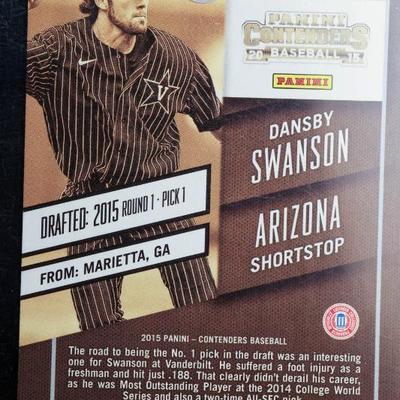 PANINI
CONTENDERS
20 BASEBALL 15
PANINI
V
DANSBY
SWANSON
DRAFTED: 2015 ROUND 1 · PICK 1
ARIZONA
SHORTSTOP
FROM: MARIETTA, GA
2015 PANINI – CONTENDERS BASEBALL
The road to being the No. 1 pick in the draft was an interesting
one for Swanson at Vanderbilt. He suffered a foot injury as a
freshman and hit just .188. That clearly didn't derail his career,
as he was Most Outstanding Player at the 2014 College World
Series and also a two-time All-SEC pick.